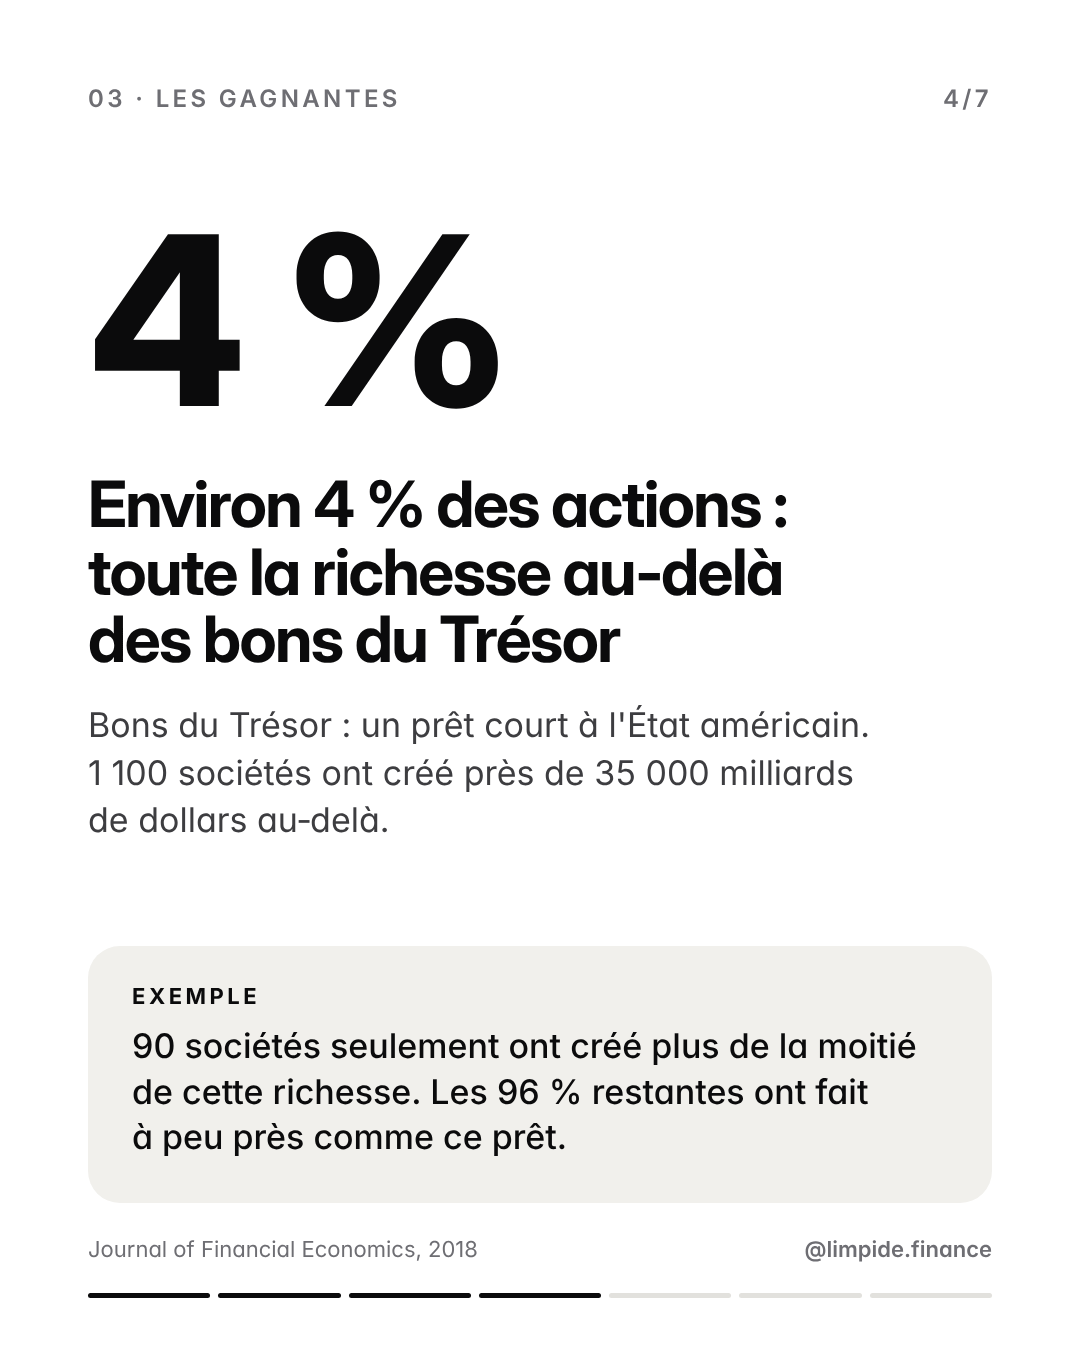 03 · LES GAGNANTES
4/7
4 %
Environ 4 % des actions :
toute la richesse au-delà
des bons du Trésor
Bons du Trésor : un prêt court à l'État américain.
1 100 sociétés ont créé près de 35 000 milliards
de dollars au-delà.
EXEMPLE
90 sociétés seulement ont créé plus de la moitié
de cette richesse. Les 96 % restantes ont fait
à peu près comme ce prêt.
Journal of Financial Economics, 2018
@limpide.finance